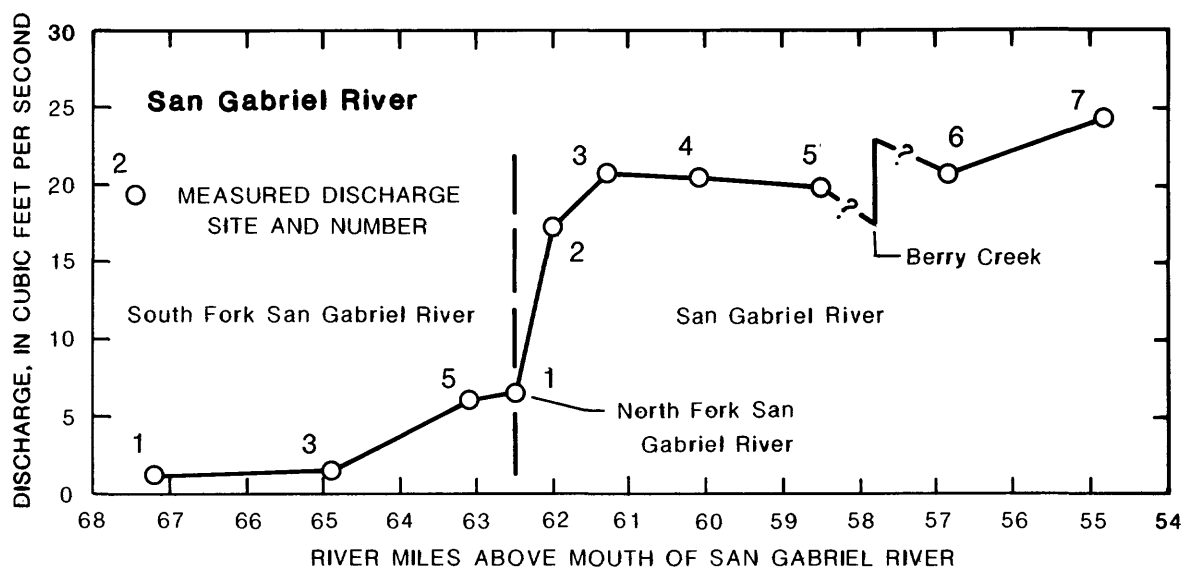 DISCHARGE, IN CUBIC FEET PER SECOND
30
25
20
15
10
5
0
San Gabriel River
2
MEASURED DISCHARGE
SITE AND NUMBER
South Fork San Gabriel River
San Gabriel River
1
3
5
1
2
3
4
5
?
?
6
7
Berry Creek
North Fork San
Gabriel River
68 67 66 65 64 63 62 61 60 59 58 57 56 55 54
RIVER MILES ABOVE MOUTH OF SAN GABRIEL RIVER